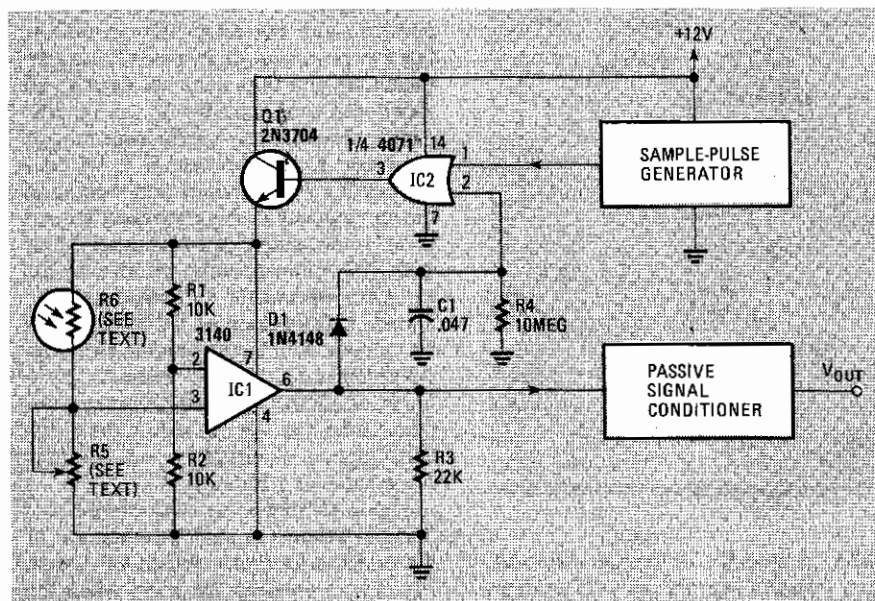 +12V
Q1
2N3704
1/4 4071
14
1
2
3
IC2
7
SAMPLE-PULSE
GENERATOR
R6
(SEE
TEXT)
R1
10K
3140
D1
1N4148
C1
.047
R4
10MEG
2
7
IC1
6
3
4
PASSIVE
SIGNAL
CONDITIONER
VOUT
R5
(SEE
TEXT)
R2
10K
R3
22K